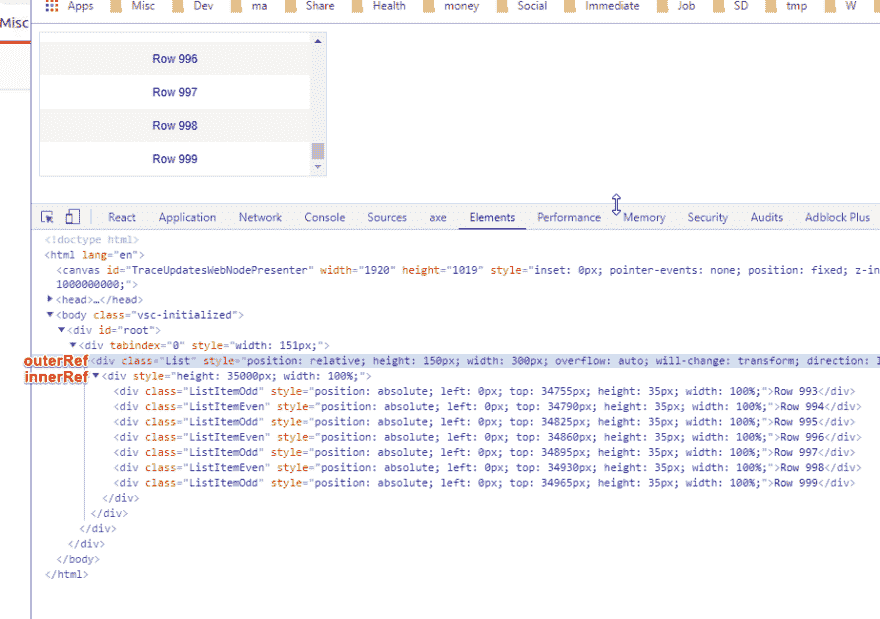 Apps Misc Dev ma Share Health money Social Immediate Job SD tmp W
Misc
Row 996
Row 997
Row 998
Row 999
React Application Network Console Sources axe Elements Performance Memory Security Audits Adblock Plus
<!doctype html>
<html lang="en">
<canvas id="TraceUpdatesWebNodePresenter" width="1920" height="1019" style="inset: 0px; pointer-events: none; position: fixed; z-in
1000000000;">
<head>…</head>
<body class="vsc-initialized">
<div id="root">
<div tabindex="0" style="width: 151px;">
outerRef <div class="List" style="position: relative; height: 150px; width: 300px; overflow: auto; will-change: transform; direction:
innerRef <div style="height: 35000px; width: 100%;">
<div class="ListItemOdd" style="position: absolute; left: 0px; top: 34755px; height: 35px; width: 100%;">Row 993</div>
<div class="ListItemEven" style="position: absolute; left: 0px; top: 34790px; height: 35px; width: 100%;">Row 994</div>
<div class="ListItemOdd" style="position: absolute; left: 0px; top: 34825px; height: 35px; width: 100%;">Row 995</div>
<div class="ListItemEven" style="position: absolute; left: 0px; top: 34860px; height: 35px; width: 100%;">Row 996</div>
<div class="ListItemOdd" style="position: absolute; left: 0px; top: 34895px; height: 35px; width: 100%;">Row 997</div>
<div class="ListItemEven" style="position: absolute; left: 0px; top: 34930px; height: 35px; width: 100%;">Row 998</div>
<div class="ListItemOdd" style="position: absolute; left: 0px; top: 34965px; height: 35px; width: 100%;">Row 999</div>
</div>
</div>
</div>
</div>
</body>
</html>